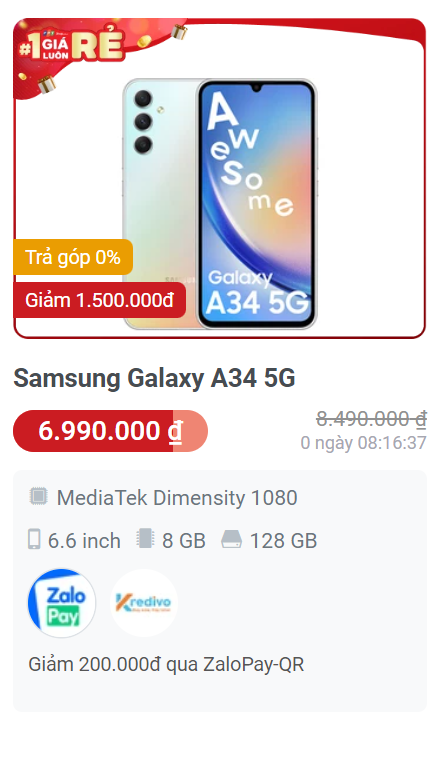 #1 GIÁ LUÔN RẺ
Awesome
Galaxy
A34 5G
Trả góp 0%
Giảm 1.500.000đ
Samsung Galaxy A34 5G
6.990.000 ₫
8.490.000 ₫
0 ngày 08:16:37
MediaTek Dimensity 1080
6.6 inch 8 GB 128 GB
Zalo
Pay
Kredivo
Giảm 200.000đ qua ZaloPay-QR